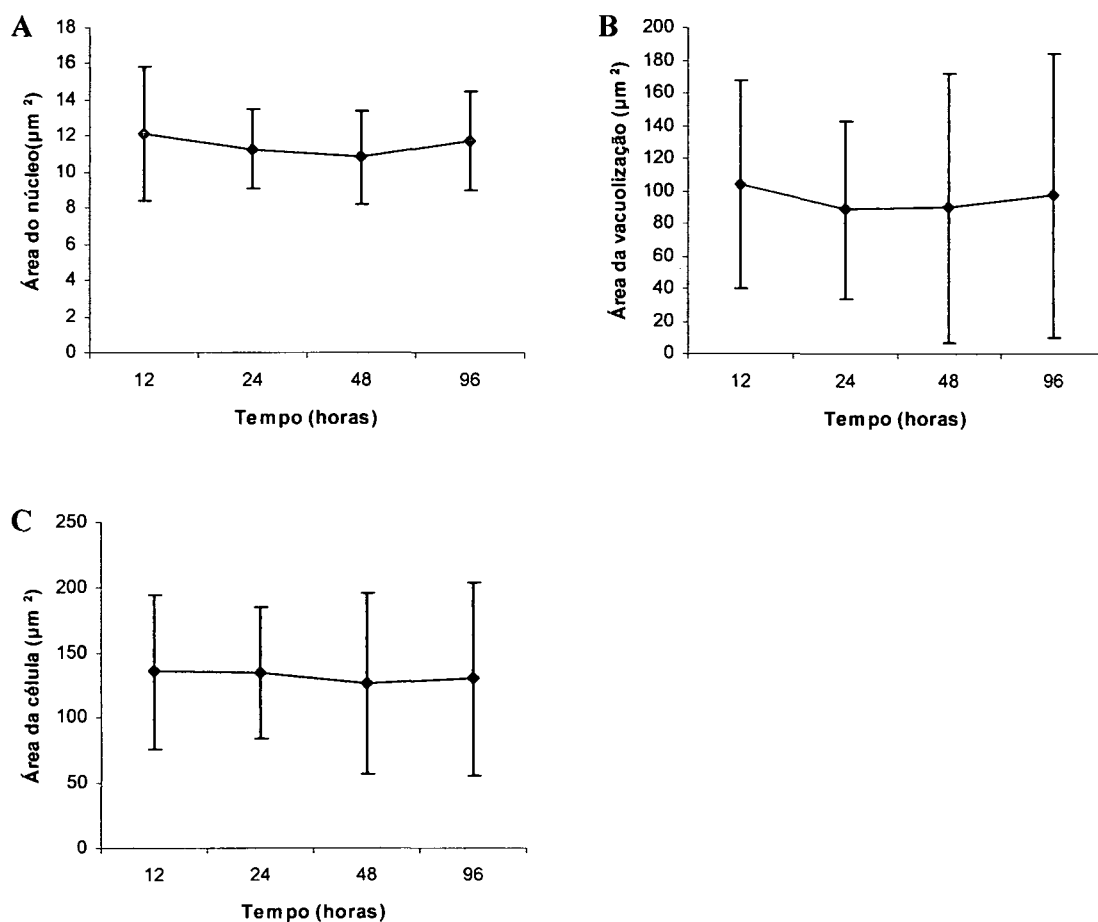 A
Área do núcleo(µm ²)
18
16
14
12
10
8
6
4
2
0
12 24 48 96
Tempo (horas)
B
Área da vacuolização (µm ²)
200
180
160
140
120
100
80
60
40
20
0
12 24 48 96
Tempo (horas)
C
Área da célula (µm ²)
250
200
150
100
50
0
12 24 48 96
Tempo (horas)